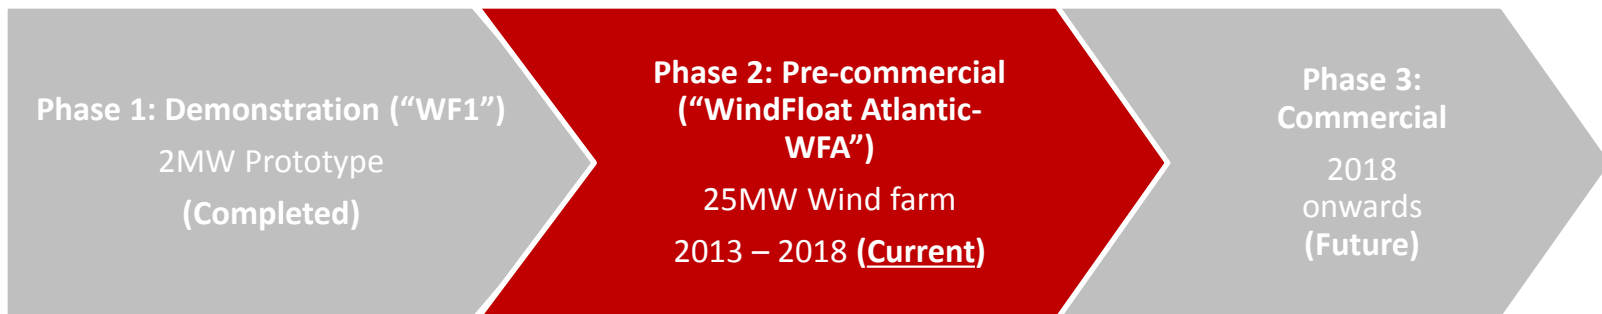 Phase 1: Demonstration (“WF1”)
2MW Prototype
(Completed)
Phase 2: Pre-commercial
(“WindFloat Atlantic-
WFA”)
25MW Wind farm
2013 – 2018 (Current)
Phase 3:
Commercial
2018
onwards
(Future)